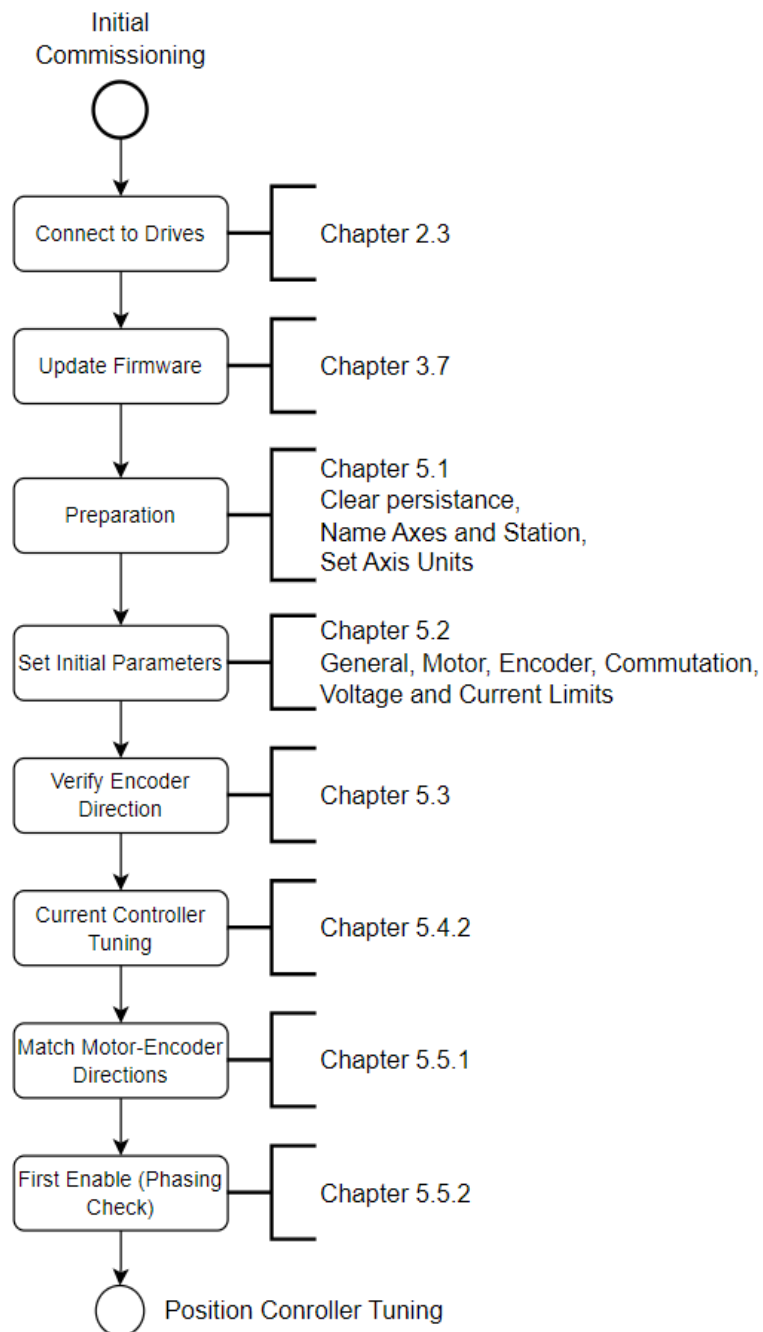 Initial
Commissioning
Connect to Drives
Chapter 2.3
Update Firmware
Chapter 3.7
Preparation
Chapter 5.1
Clear persistance,
Name Axes and Station,
Set Axis Units
Set Initial Parameters
Chapter 5.2
General, Motor, Encoder, Commutation,
Voltage and Current Limits
Verify Encoder
Direction
Chapter 5.3
Current Controller
Tuning
Chapter 5.4.2
Match Motor-Encoder
Directions
Chapter 5.5.1
First Enable (Phasing
Check)
Chapter 5.5.2
Position Conroller Tuning